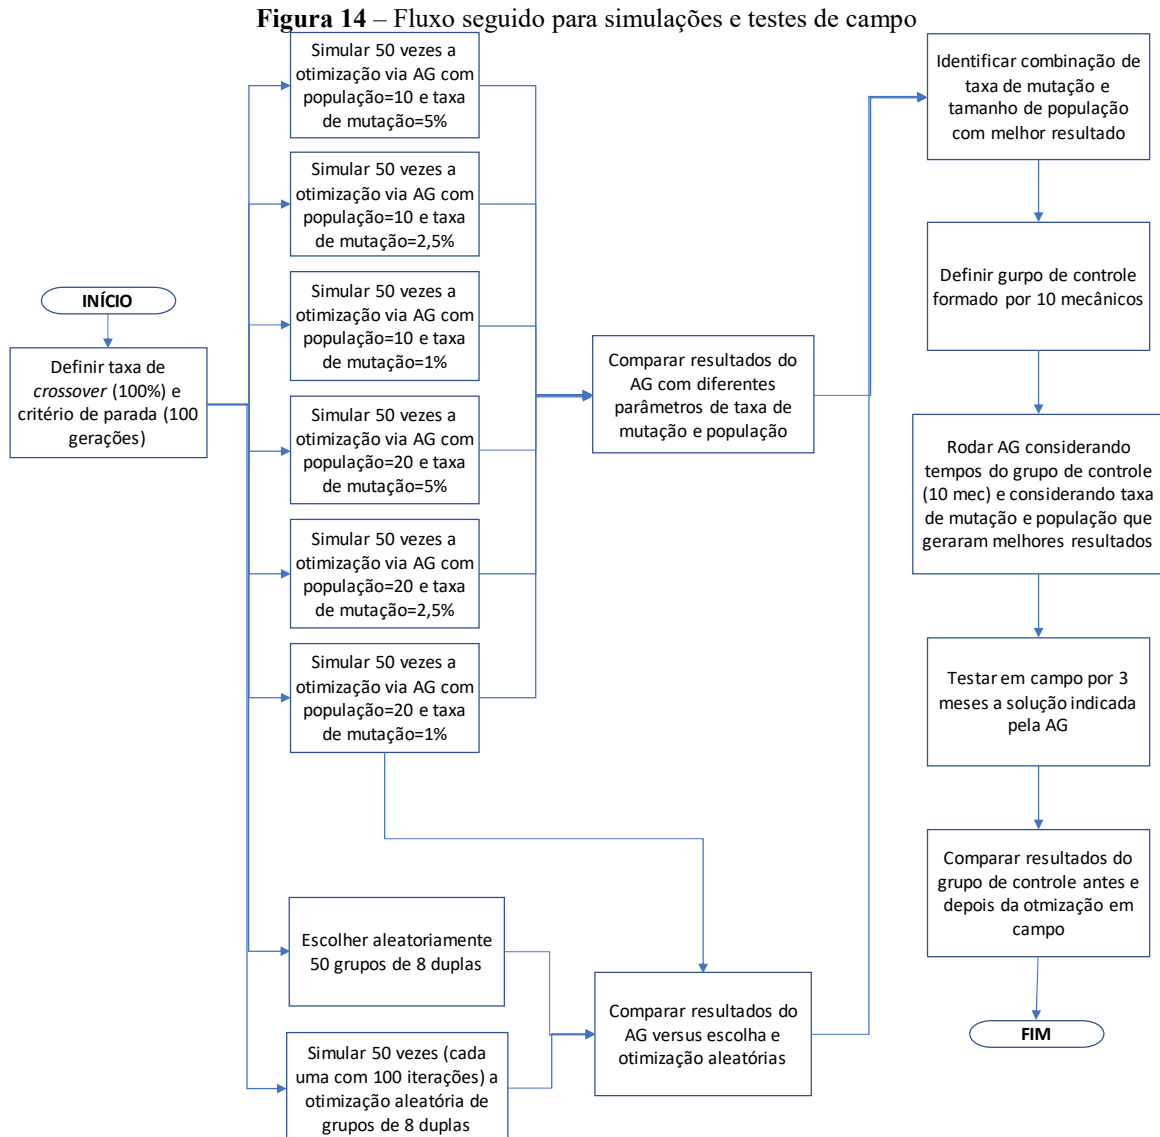 Figura 14 – Fluxo seguido para simulações e testes de campo
INÍCIO
Definir taxa de
crossover (100%) e
critério de parada (100
gerações)
Simular 50 vezes a
otimização via AG com
população=10 e taxa
de mutação=5%
Simular 50 vezes a
otimização via AG com
população=10 e taxa
de mutação=2,5%
Simular 50 vezes a
otimização via AG com
população=10 e taxa
de mutação=1%
Simular 50 vezes a
otimização via AG com
população=20 e taxa
de mutação=5%
Simular 50 vezes a
otimização via AG com
população=20 e taxa
de mutação=2,5%
Simular 50 vezes a
otimização via AG com
população=20 e taxa
de mutação=1%
Escolher aleatoriamente
50 grupos de 8 duplas
Simular 50 vezes (cada
uma com 100 iterações) a
otimização aleatória de
grupos de 8 duplas
Comparar resultados do
AG com diferentes
parâmetros de taxa de
mutação e população
Comparar resultados do
AG versus escolha e
otimização aleatórias
Identificar combinação de
taxa de mutação e
tamanho de população
com melhor resultado
Definir gurpo de controle
formado por 10 mecânicos
Rodar AG considerando
tempos do grupo de controle
(10 mec) e considerando taxa
de mutação e população que
geraram melhores resultados
Testar em campo por 3
meses a solução indicada
pela AG
Comparar resultados do
grupo de controle antes e
depois da otmização em
campo
FIM